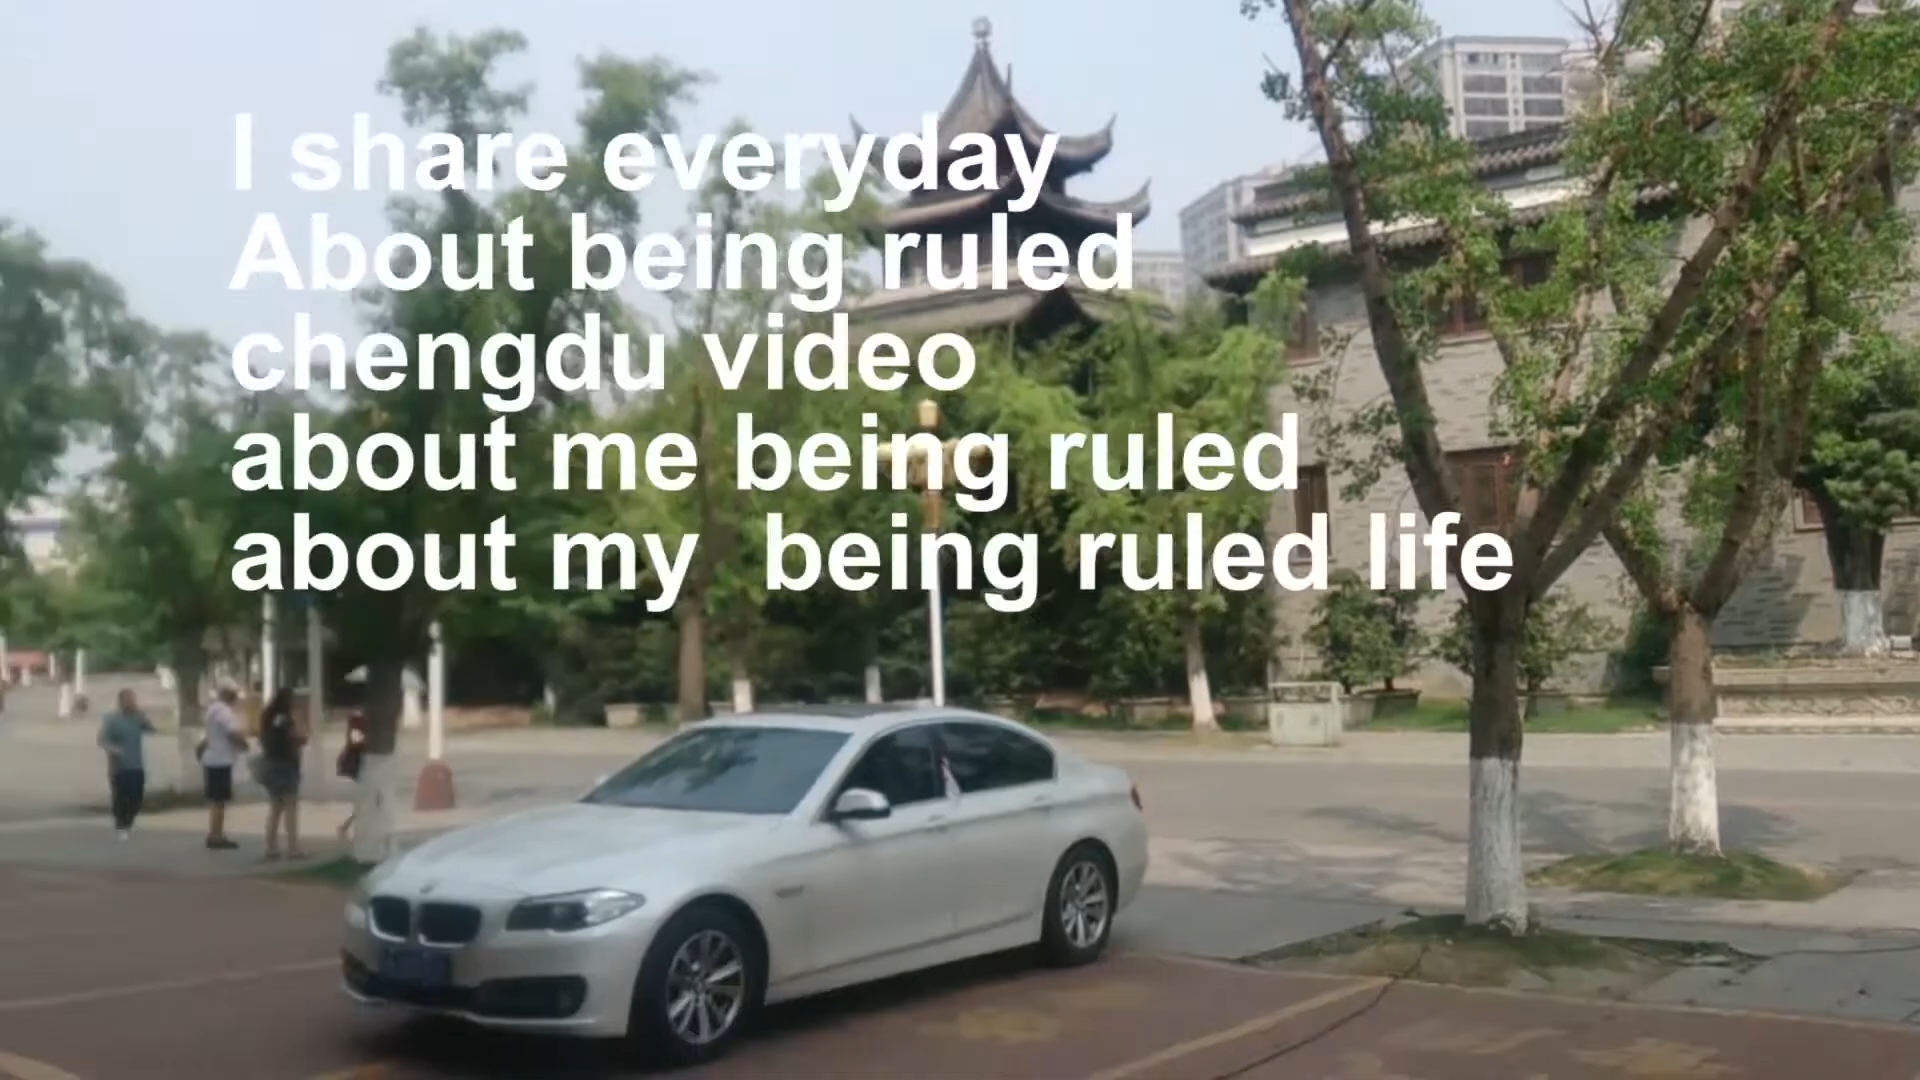 I share everyday
About being ruled
chengdu video
about me being ruled
about my  being ruled life